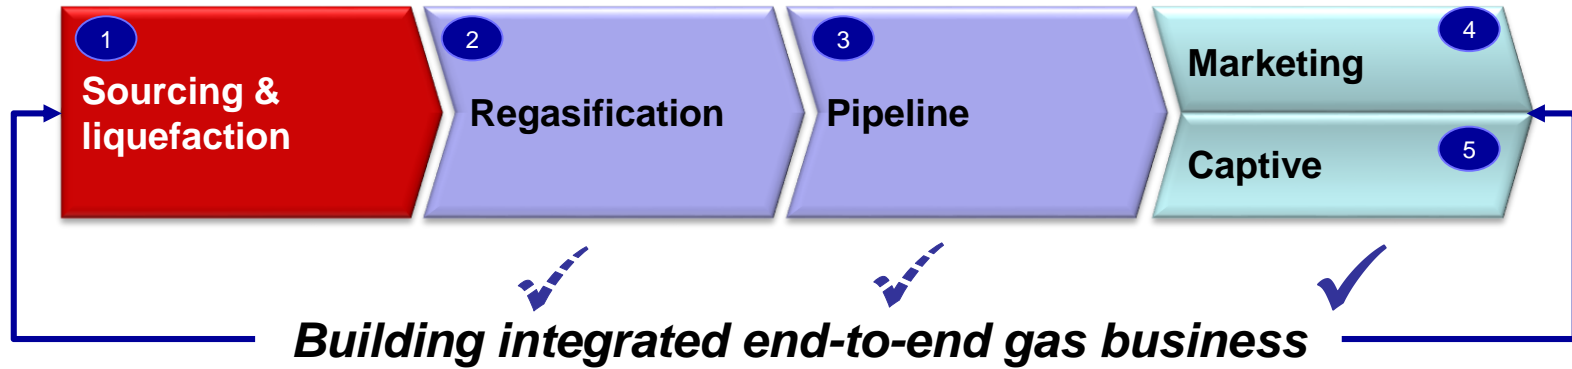 1
Sourcing &
liquefaction
2
Regasification
3
Pipeline
4
Marketing
Captive
5
Building integrated end-to-end gas business